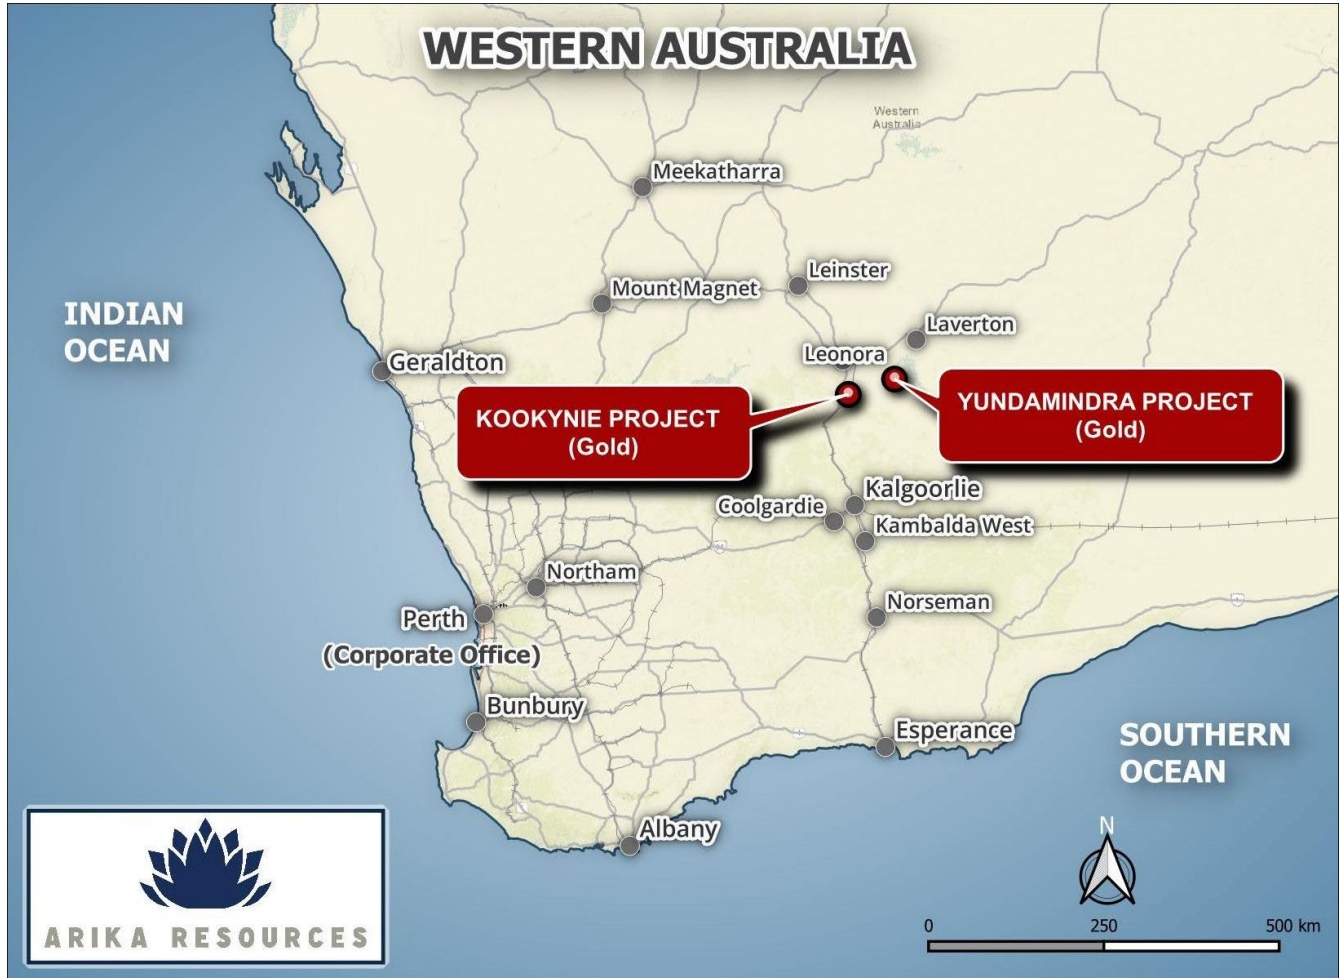 WESTERN AUSTRALIA
Western
Australia
Meekatharra
Leinster
Mount Magnet
INDIAN
OCEAN
Laverton
Leonora
Geraldton
KOOKYNIE PROJECT
(Gold)
YUNDAMINDRA PROJECT
(Gold)
Kalgoorlie
Coolgardie
Kambalda West
Northam
Norseman
Perth
(Corporate Office)
Bunbury
Esperance
SOUTHERN
OCEAN
Albany
N
0 250 500 km
ARIKA RESOURCES